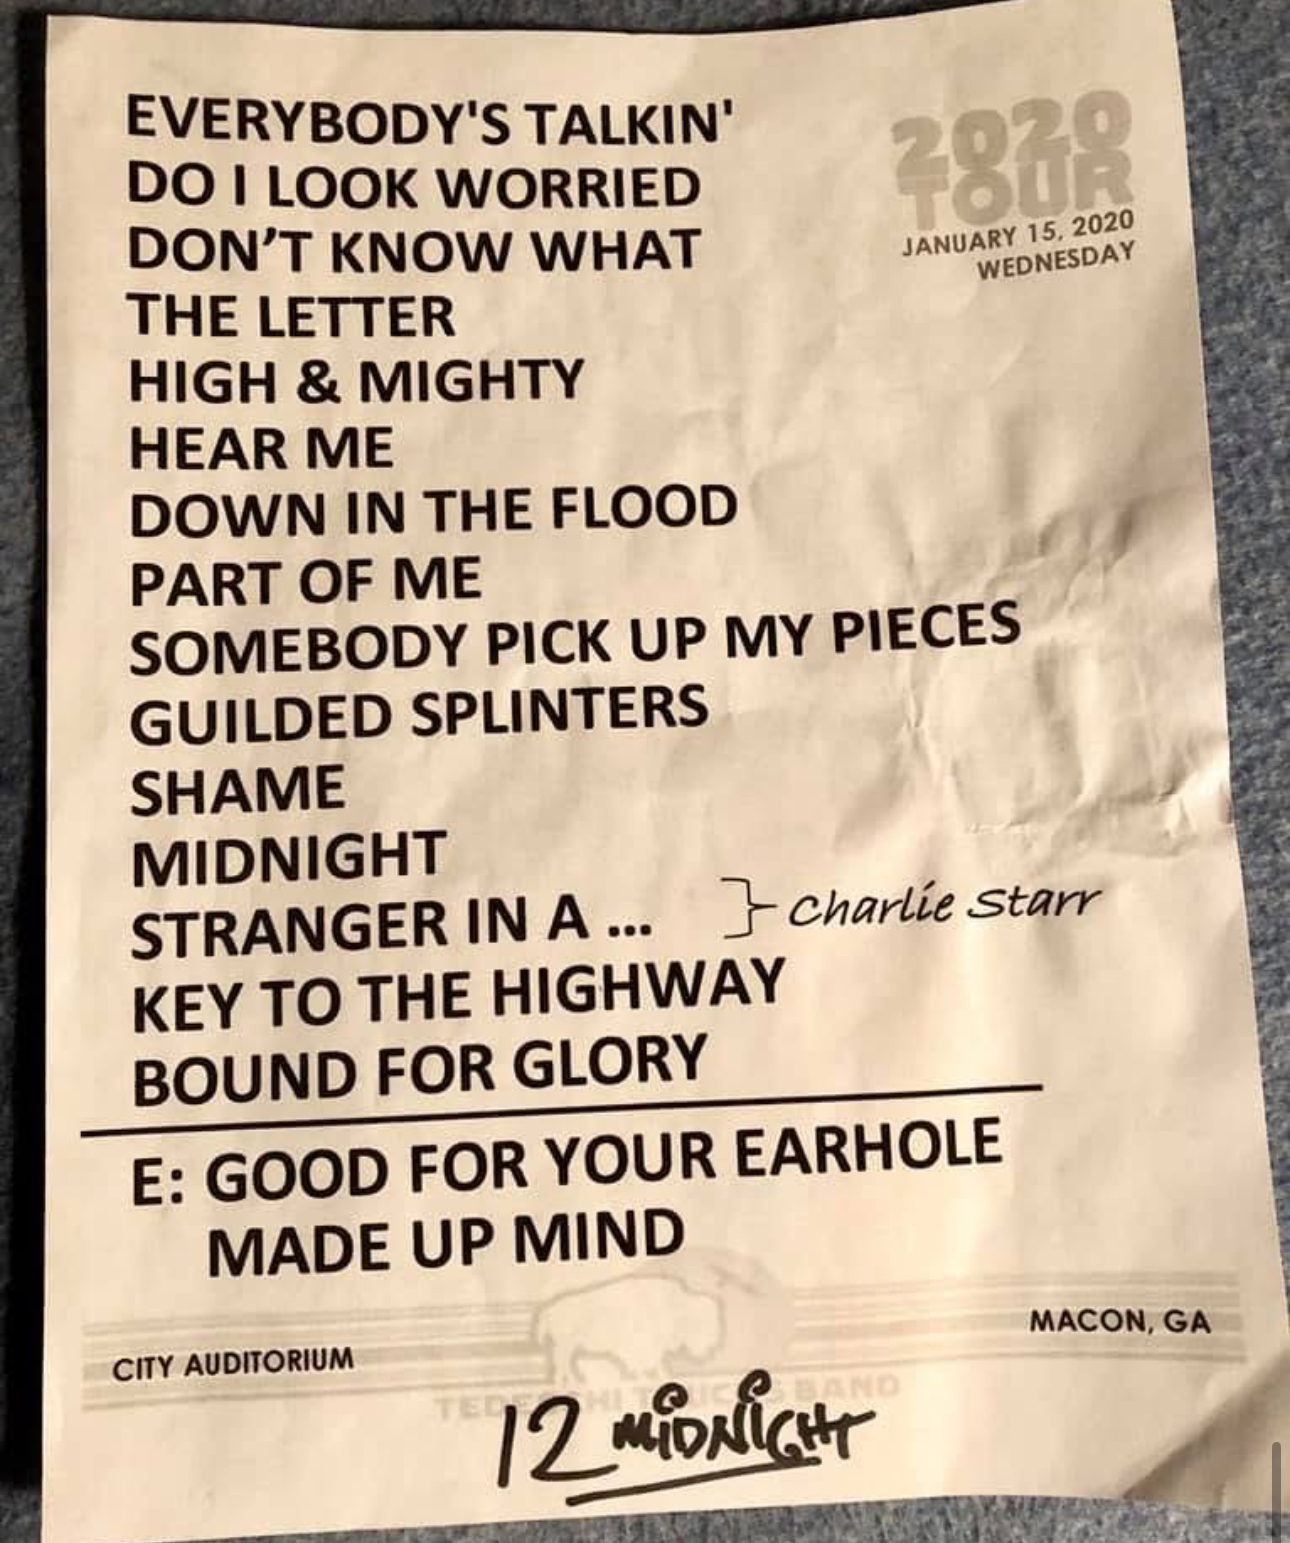 2020
TOUR
JANUARY 15, 2020
WEDNESDAY
EVERYBODY'S TALKIN'
DO I LOOK WORRIED
DON’T KNOW WHAT
THE LETTER
HIGH & MIGHTY
HEAR ME
DOWN IN THE FLOOD
PART OF ME
SOMEBODY PICK UP MY PIECES
GUILDED SPLINTERS
SHAME
MIDNIGHT
STRANGER IN A ... } Charlie Starr
KEY TO THE HIGHWAY
BOUND FOR GLORY
E: GOOD FOR YOUR EARHOLE
MADE UP MIND
CITY AUDITORIUM
MACON, GA
TEDESCHI TRUCKS BAND
12 MIDNIGHT